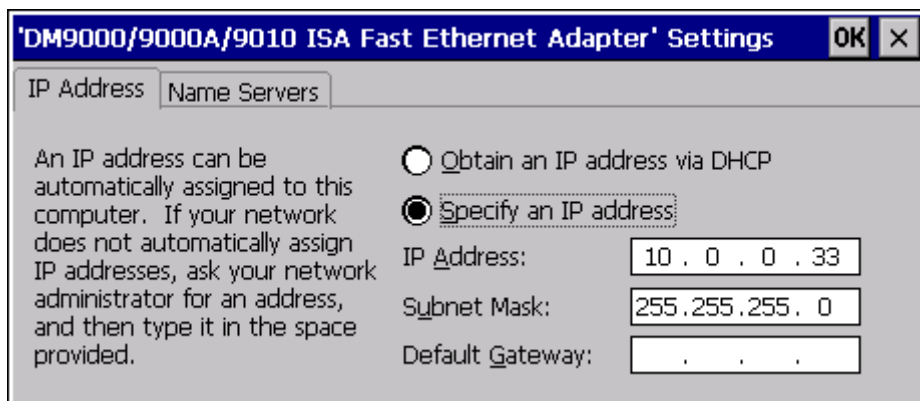 'DM9000/9000A/9010 ISA Fast Ethernet Adapter' Settings OK ×
IP Address Name Servers
An IP address can be
automatically assigned to this
computer. If your network
does not automatically assign
IP addresses, ask your network
administrator for an address,
and then type it in the space
provided.
Obtain an IP address via DHCP
Specify an IP address
IP Address: 10 . 0 . 0 . 33
Subnet Mask: 255.255.255. 0
Default Gateway: . . .